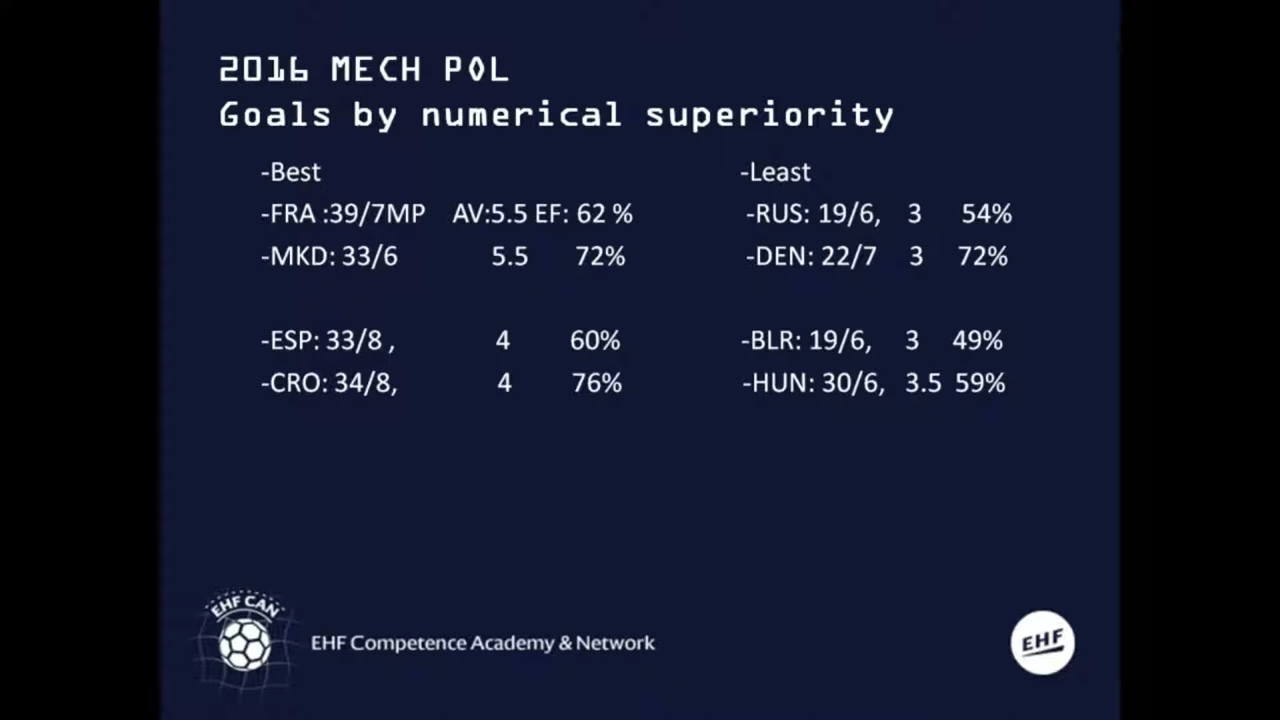 2016 MECH POL
Goals by numerical superiority
-Best
-FRA :39/7MP AV:5.5 EF: 62 %
-MKD: 33/6 5.5 72%
-ESP: 33/8 , 4 60%
-CRO: 34/8, 4 76%
-Least
-RUS: 19/6, 3 54%
-DEN: 22/7 3 72%
-BLR: 19/6, 3 49%
-HUN: 30/6, 3.5 59%
EHF CAN
EHF Competence Academy & Network
EHF